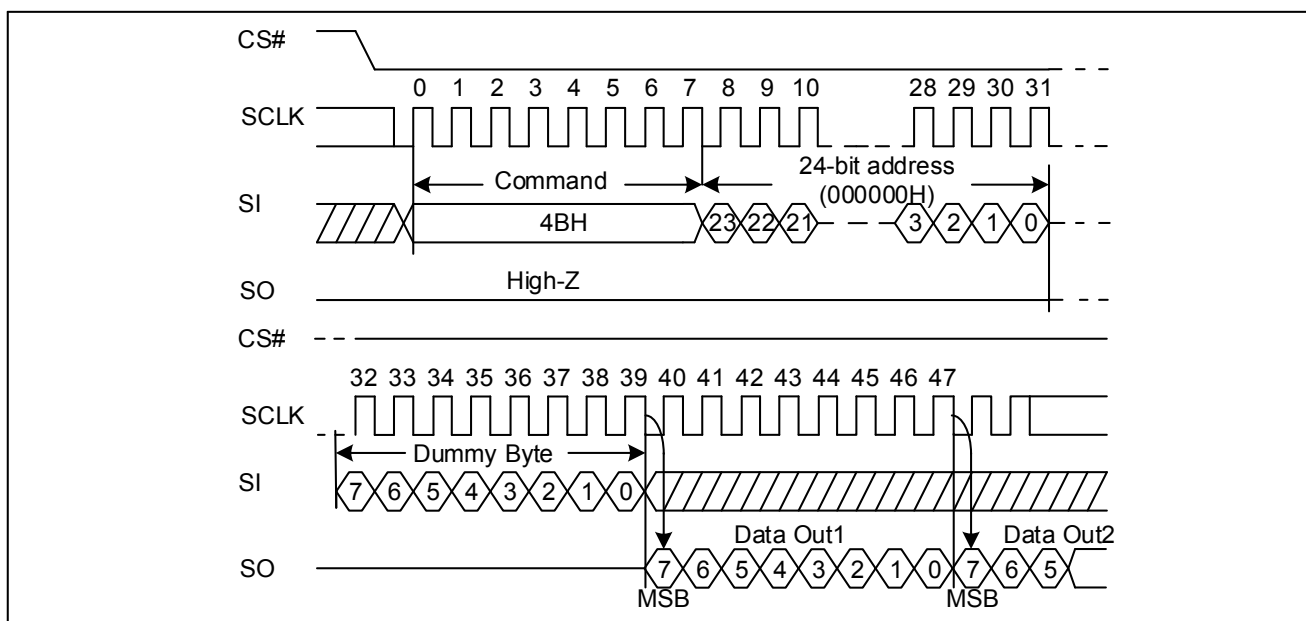 CS#
0 1 2 3 4 5 6 7 8 9 10 28 29 30 31
SCLK
Command
24-bit address
(000000H)
SI
4BH
23 22 21 3 2 1 0
SO
High-Z
CS#
32 33 34 35 36 37 38 39 40 41 42 43 44 45 46 47
SCLK
Dummy Byte
SI
7 6 5 4 3 2 1 0
Data Out1 Data Out2
SO
7 6 5 4 3 2 1 0 7 6 5
MSB MSB